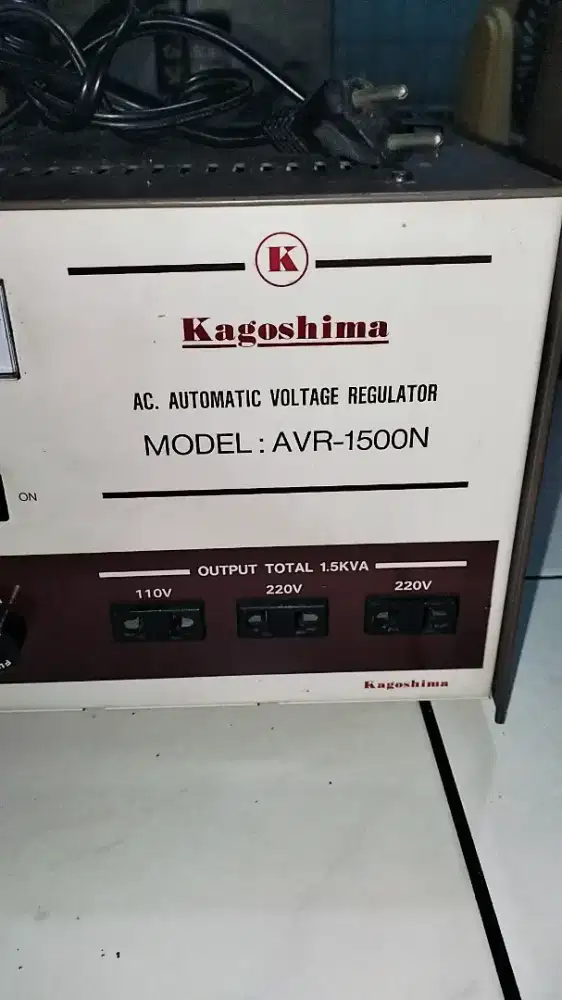 K
Kagoshima
AC. AUTOMATIC VOLTAGE REGULATOR
MODEL : AVR-1500N
ON
OUTPUT TOTAL 1.5KVA
110V 220V 220V
Kagoshima